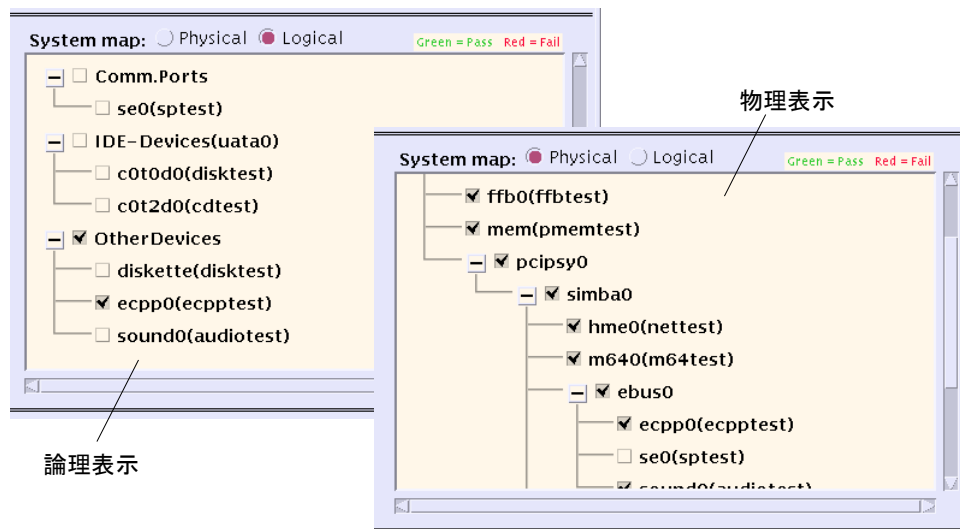 System map: Physical Logical
Green = Pass Red = Fail
Comm.Ports
se0(sptest)
IDE-Devices(uata0)
c0t0d0(disktest)
c0t2d0(cdtest)
OtherDevices
diskette(disktest)
ecpp0(ecpptest)
sound0(audiotest)
論理表示
物理表示
System map: Physical Logical
Green = Pass Red = Fail
ffb0(ffbtest)
mem(pmemtest)
pcipsy0
simba0
hme0(nettest)
m640(m64test)
ebus0
ecpp0(ecpptest)
se0(sptest)
sound0(audiotest)